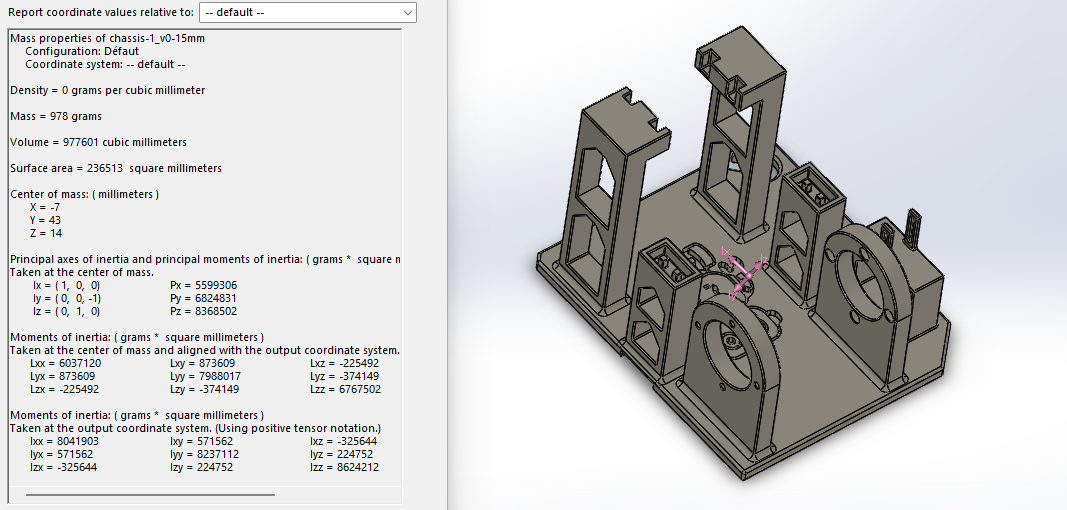 Report coordinate values relative to: -- default --
Mass properties of chassis-1_v0-15mm
Configuration: Défaut
Coordinate system: -- default --
Density = 0 grams per cubic millimeter
Mass = 978 grams
Volume = 977601 cubic millimeters
Surface area = 236513 square millimeters
Center of mass: ( millimeters )
X = -7
Y = 43
Z = 14
Principal axes of inertia and principal moments of inertia: ( grams * square n
Taken at the center of mass.
Ix = ( 1, 0, 0) Px = 5599306
Iy = ( 0, 0, -1) Py = 6824831
Iz = ( 0, 1, 0) Pz = 8368502
Moments of inertia: ( grams * square millimeters )
Taken at the center of mass and aligned with the output coordinate system.
Lxx = 6037120 Lxy = 873609 Lxz = -225492
Lyx = 873609 Lyy = 7988017 Lyz = -374149
Lzx = -225492 Lzy = -374149 Lzz = 6767502
Moments of inertia: ( grams * square millimeters )
Taken at the output coordinate system. (Using positive tensor notation.)
Ixx = 8041903 Ixy = 571562 Ixz = -325644
Iyx = 571562 Iyy = 8237112 Iyz = 224752
Izx = -325644 Izy = 224752 Izz = 8624212
Ix
Iz
Iy